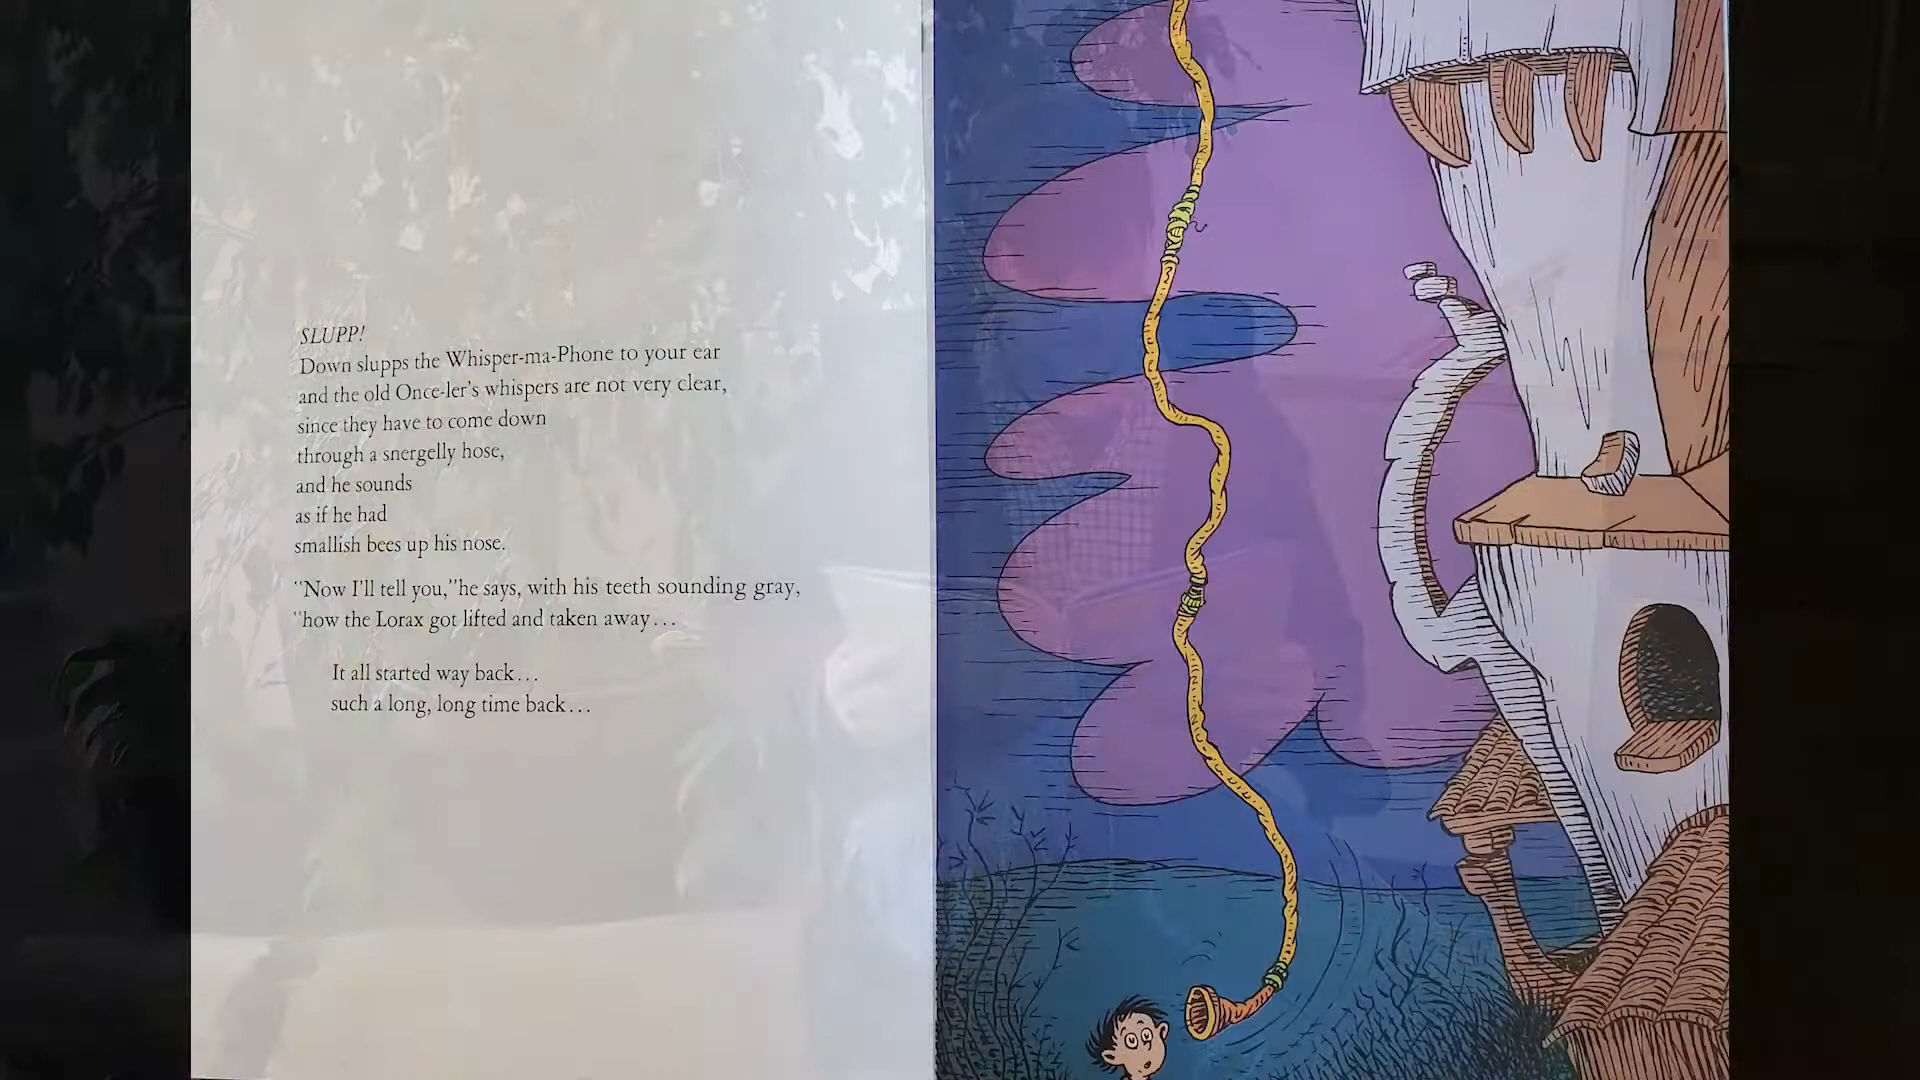 SLUPP!
Down slupps the Whisper-ma-Phone to your ear
and the old Once-ler's whispers are not very clear,
since they have to come down
through a snergelly hose,
and he sounds
as if he had
smallish bees up his nose.
"Now I'll tell you,"he says, with his teeth sounding gray,
"how the Lorax got lifted and taken away...
It all started way back...
such a long, long time back...